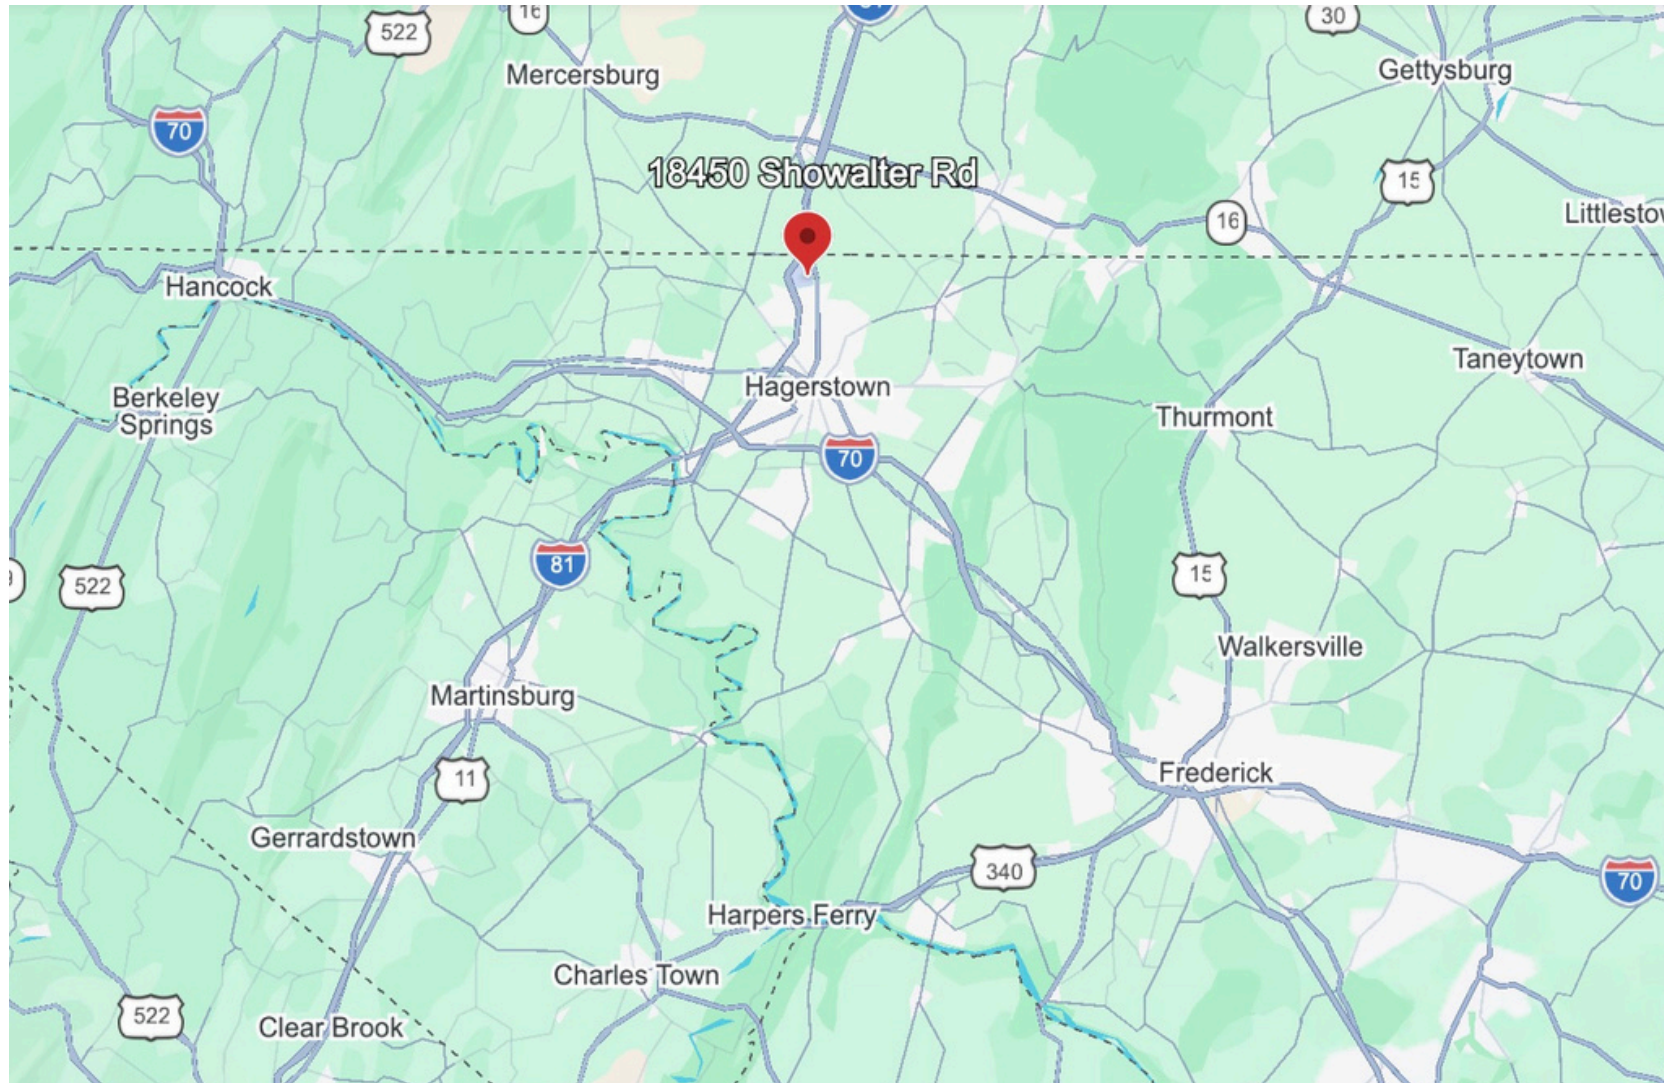 16
30
522
Mercersburg
Gettysburg
70
18450 Showalter Rd
15
16
Hancock
Taneytown
Hagerstown
Berkeley
Springs
Thurmont
70
81
15
522
Walkersville
Martinsburg
Frederick
11
Gerrardstown
340
70
Harpers Ferry
Charles Town
522
Clear Brook